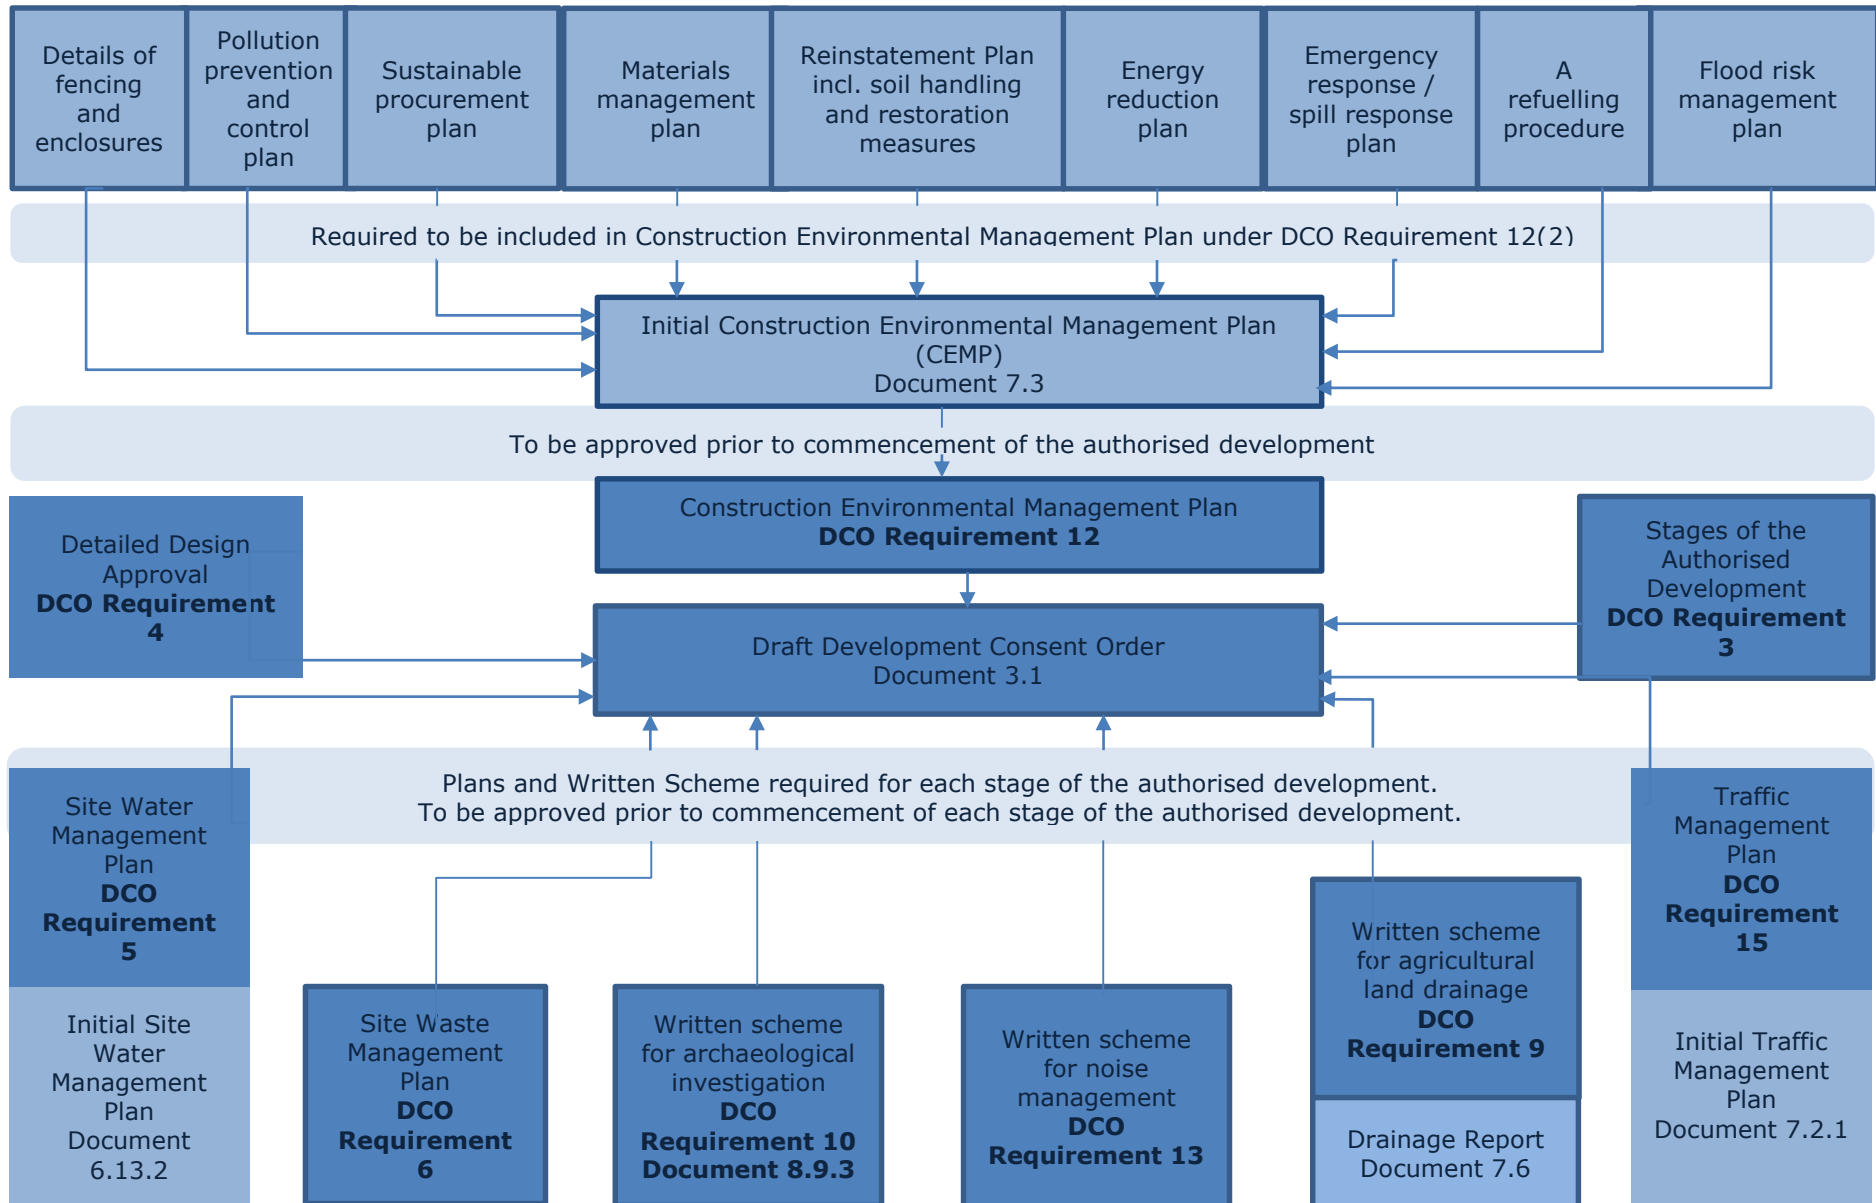 Details of
fencing
and
enclosures
Pollution
prevention
and
control
plan
Sustainable
procurement
plan
Materials
management
plan
Reinstatement Plan
incl. soil handling
and restoration
measures
Energy
reduction
plan
Emergency
response /
spill response
plan
A
refuelling
procedure
Flood risk
management
plan
Required to be included in Construction Environmental Management Plan under DCO Requirement 12(2)
Initial Construction Environmental Management Plan
(CEMP)
Document 7.3
To be approved prior to commencement of the authorised development
Construction Environmental Management Plan
DCO Requirement 12
Detailed Design
Approval
DCO Requirement
4
Stages of the
Authorised
Development
DCO Requirement
3
Draft Development Consent Order
Document 3.1
Plans and Written Scheme required for each stage of the authorised development.
To be approved prior to commencement of each stage of the authorised development.
Site Water
Management
Plan
DCO
Requirement
5
Initial Site
Water
Management
Plan
Document
6.13.2
Site Waste
Management
Plan
DCO
Requirement
6
Written scheme
for archaeological
investigation
DCO
Requirement 10
Document 8.9.3
Written scheme
for noise
management
DCO
Requirement 13
Written scheme
for agricultural
land drainage
DCO
Requirement 9
Drainage Report
Document 7.6
Traffic
Management
Plan
DCO
Requirement
15
Initial Traffic
Management
Plan
Document 7.2.1